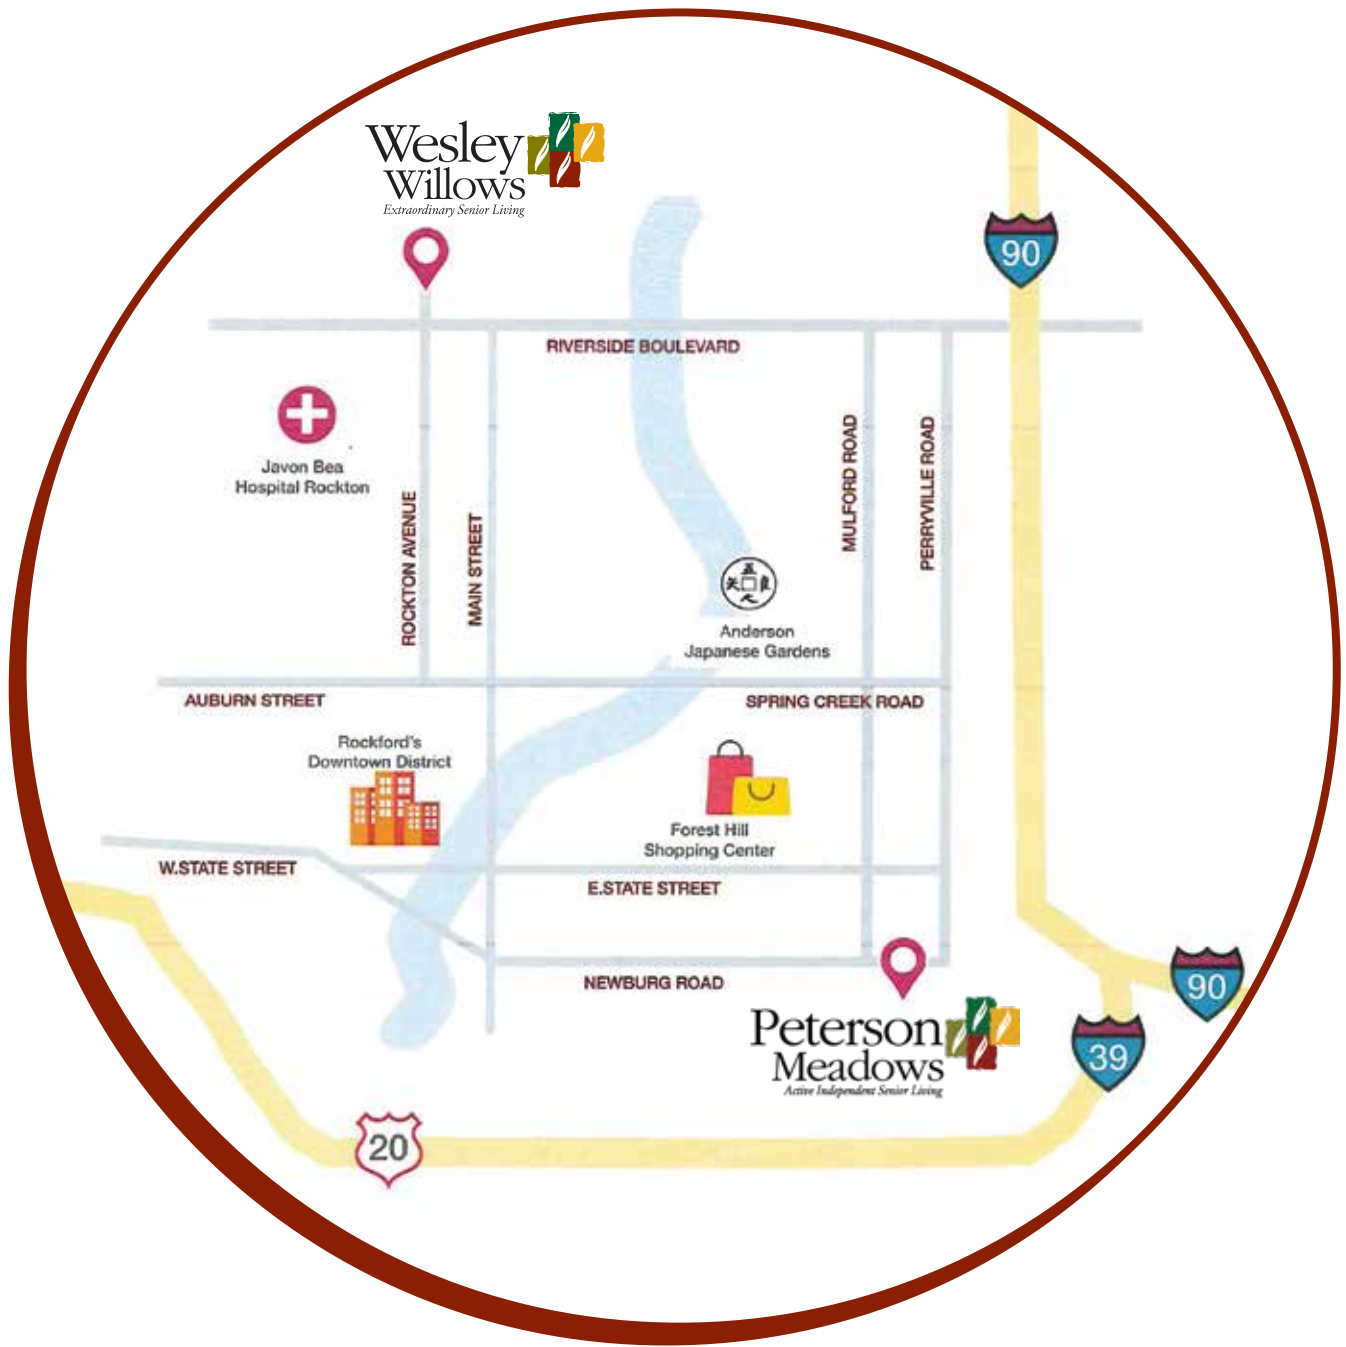 Wesley
Willows
Extraordinary Senior Living
90
RIVERSIDE BOULEVARD
Javon Bea
Hospital Rockton
ROCKTON AVENUE
MAIN STREET
MULFORD ROAD
PERRYVILLE ROAD
Anderson
Japanese Gardens
AUBURN STREET
SPRING CREEK ROAD
Rockford's
Downtown District
Forest Hill
Shopping Center
W.STATE STREET
E.STATE STREET
NEWBURG ROAD
90
Peterson
Meadows
Active Independent Senior Living
39
20